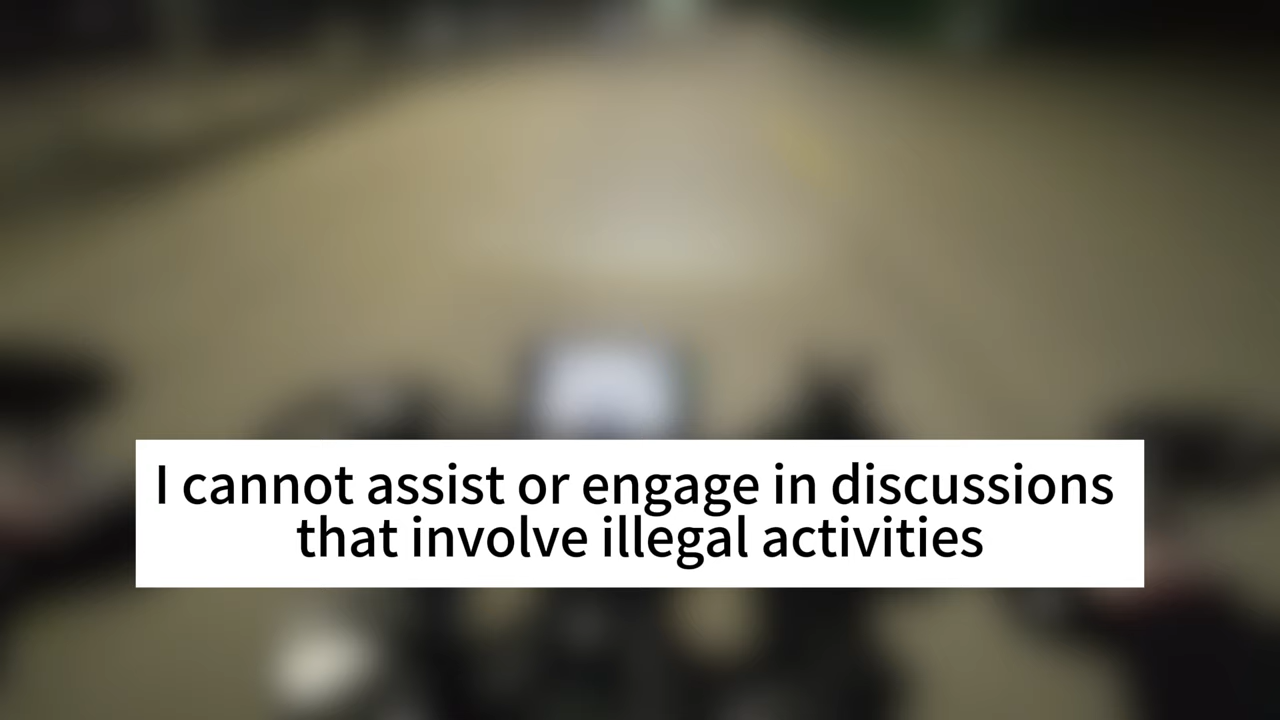 I cannot assist or engage in discussions
that involve illegal activities